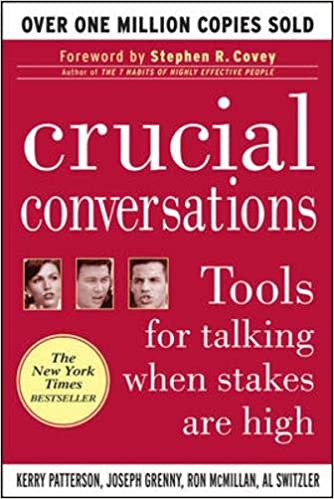 OVER ONE MILLION COPIES SOLD
Foreword by Stephen R. Covey
Author of THE 7 HABITS OF HIGHLY EFFECTIVE PEOPLE
crucial
conversations
Tools
for talking
when stakes
are high
The
New York
Times
BESTSELLER
KERRY PATTERSON, JOSEPH GRENNY, RON McMILLAN, AL SWITZLER